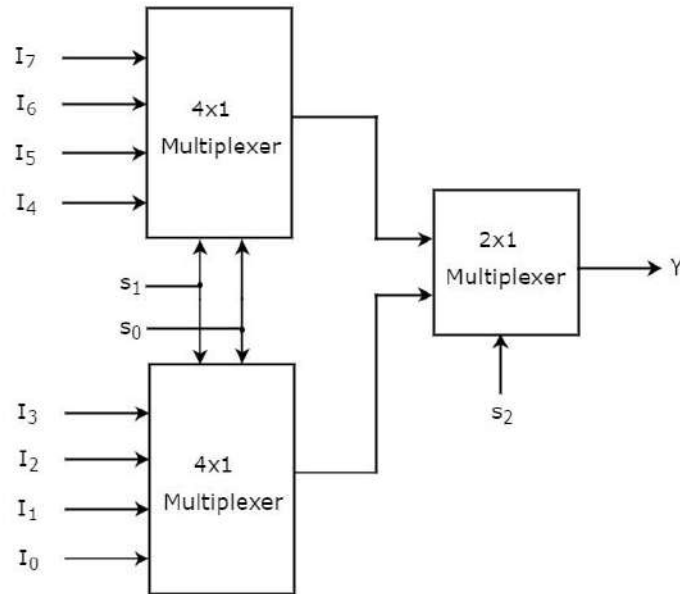 I7
I6
I5
I4
4x1
Multiplexer
s1
s0
2x1
Multiplexer
Y
s2
I3
I2
I1
I0
4x1
Multiplexer